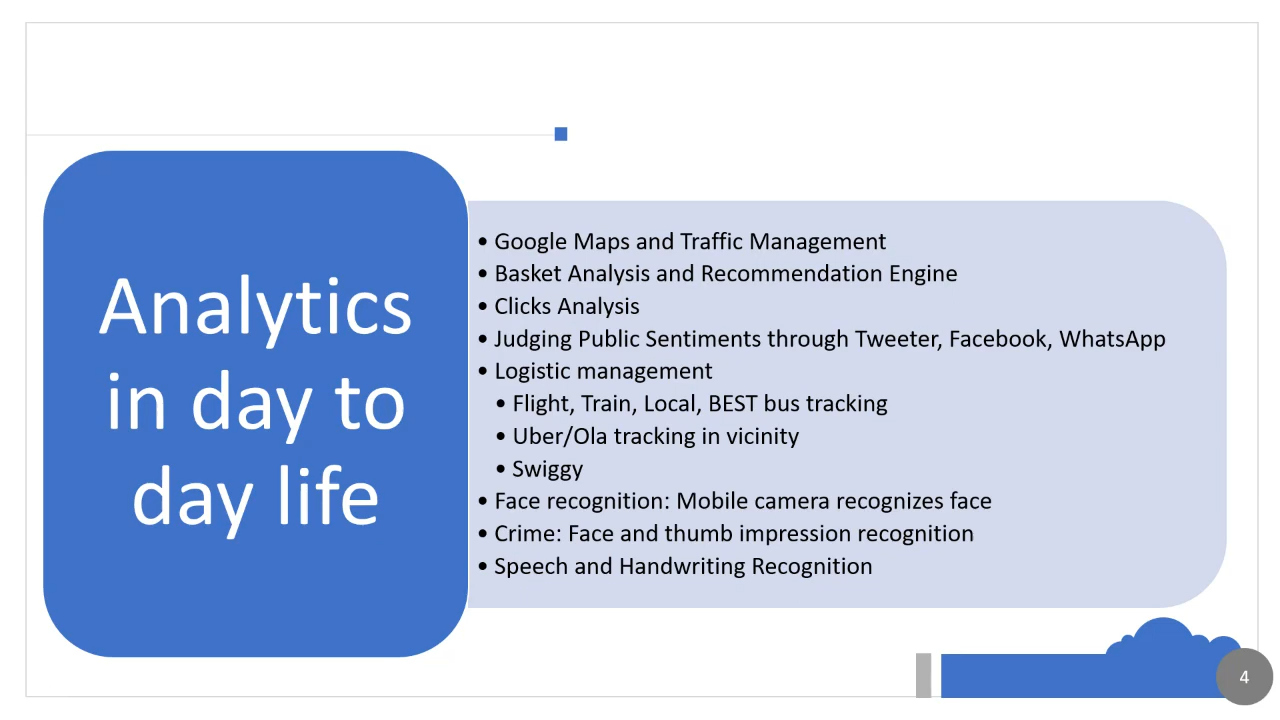 Analytics
in day to
day life
• Google Maps and Traffic Management
• Basket Analysis and Recommendation Engine
• Clicks Analysis
• Judging Public Sentiments through Tweeter, Facebook, WhatsApp
• Logistic management
• Flight, Train, Local, BEST bus tracking
• Uber/Ola tracking in vicinity
• Swiggy
• Face recognition: Mobile camera recognizes face
• Crime: Face and thumb impression recognition
• Speech and Handwriting Recognition
4